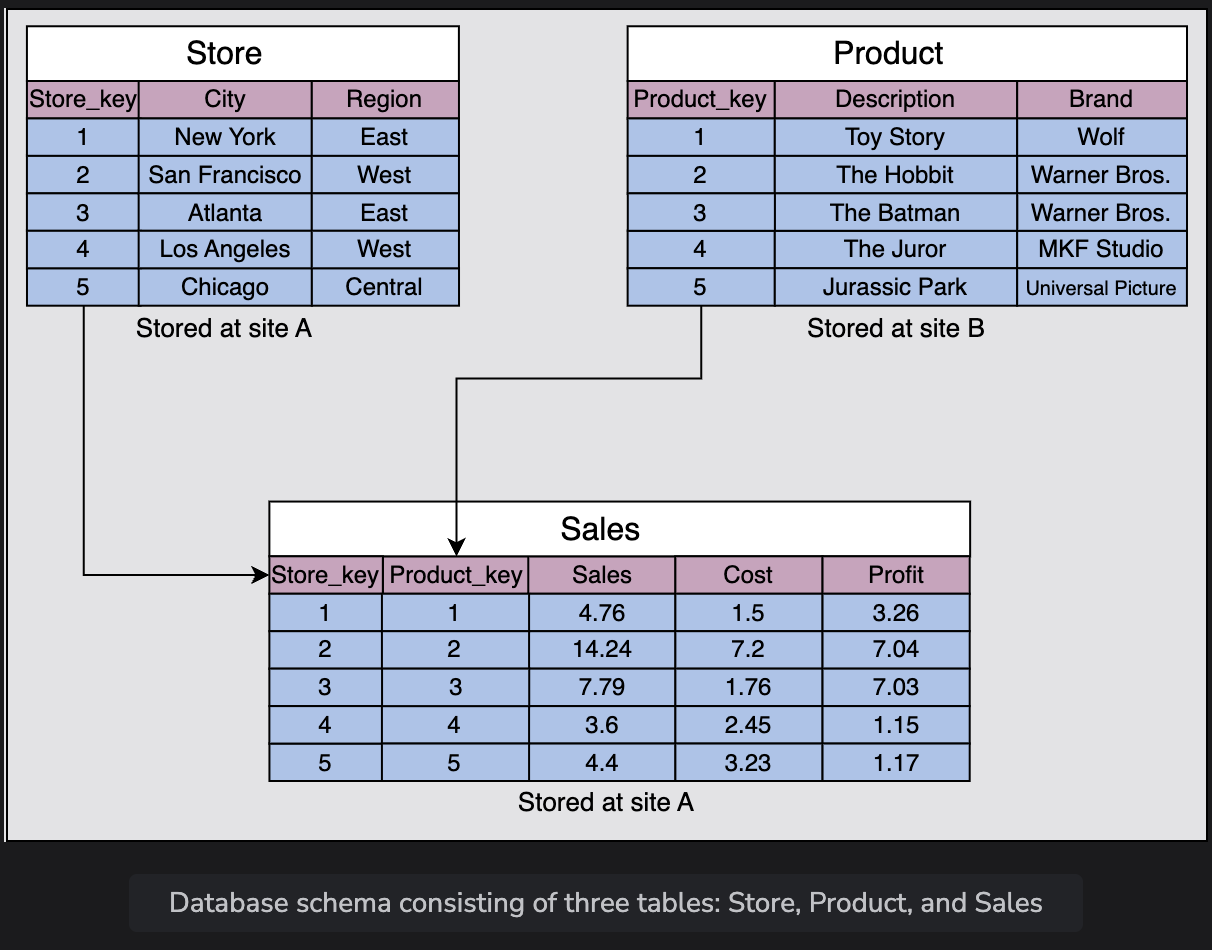 Store
Store_key City Region
1 New York East
2 San Francisco West
3 Atlanta East
4 Los Angeles West
5 Chicago Central
Stored at site A
Product
Product_key Description Brand
1 Toy Story Wolf
2 The Hobbit Warner Bros.
3 The Batman Warner Bros.
4 The Juror MKF Studio
5 Jurassic Park Universal Picture
Stored at site B
Sales
Store_key Product_key Sales Cost Profit
1 1 4.76 1.5 3.26
2 2 14.24 7.2 7.04
3 3 7.79 1.76 7.03
4 4 3.6 2.45 1.15
5 5 4.4 3.23 1.17
Stored at site A
Database schema consisting of three tables: Store, Product, and Sales